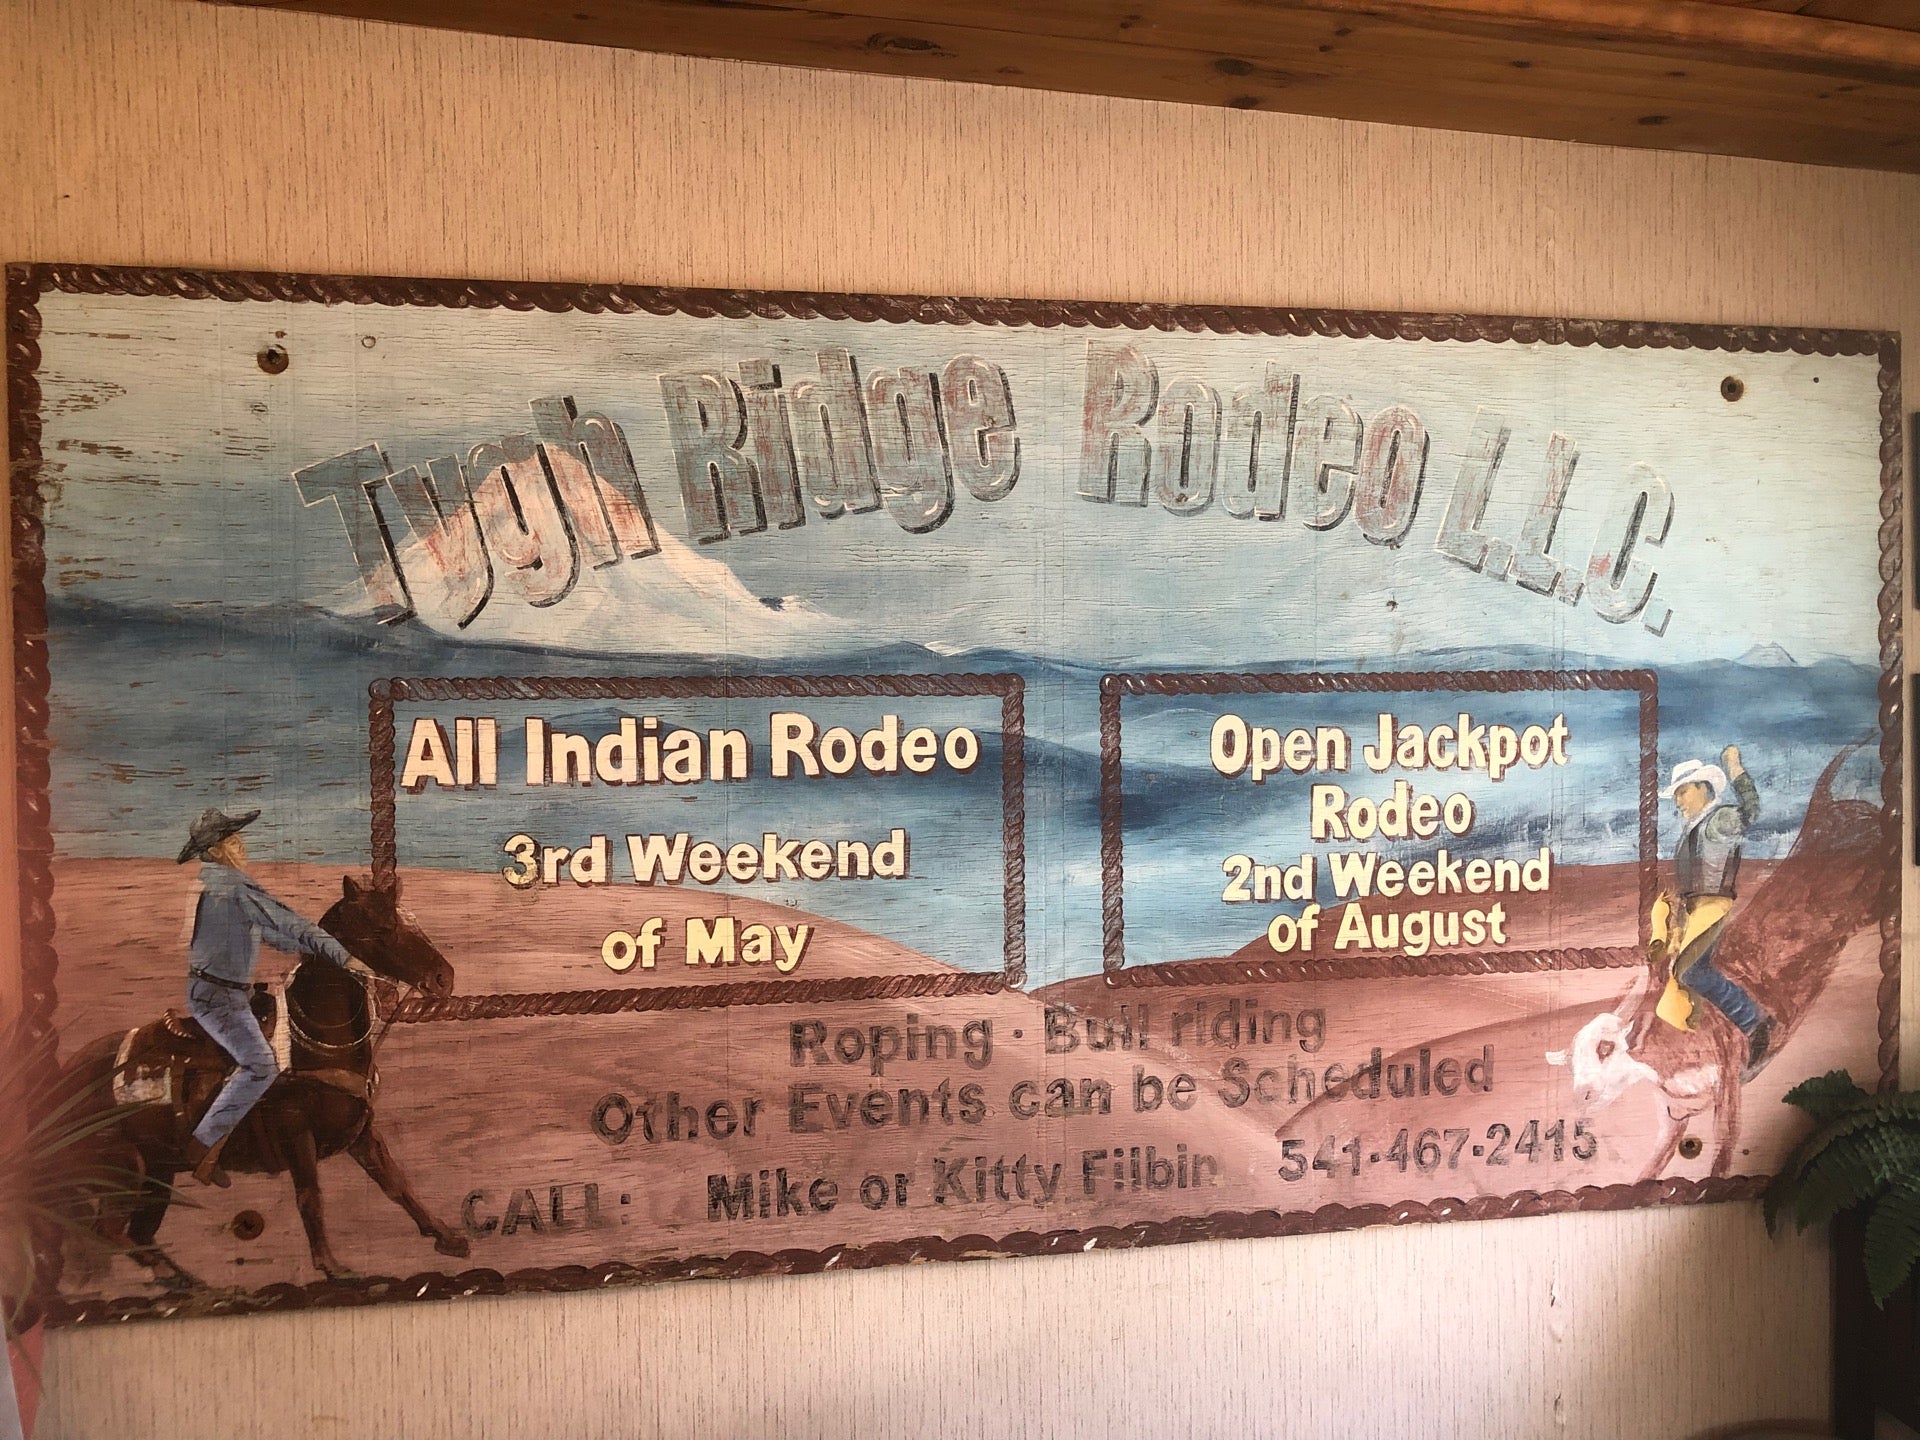 Tygh Ridge Rodeo L.L.C.
All Indian Rodeo
3rd Weekend
of May
Open Jackpot
Rodeo
2nd Weekend
of August
Roping · Bull riding
Other Events can be Scheduled
CALL: Mike or Kitty Filbin 541-467-2415